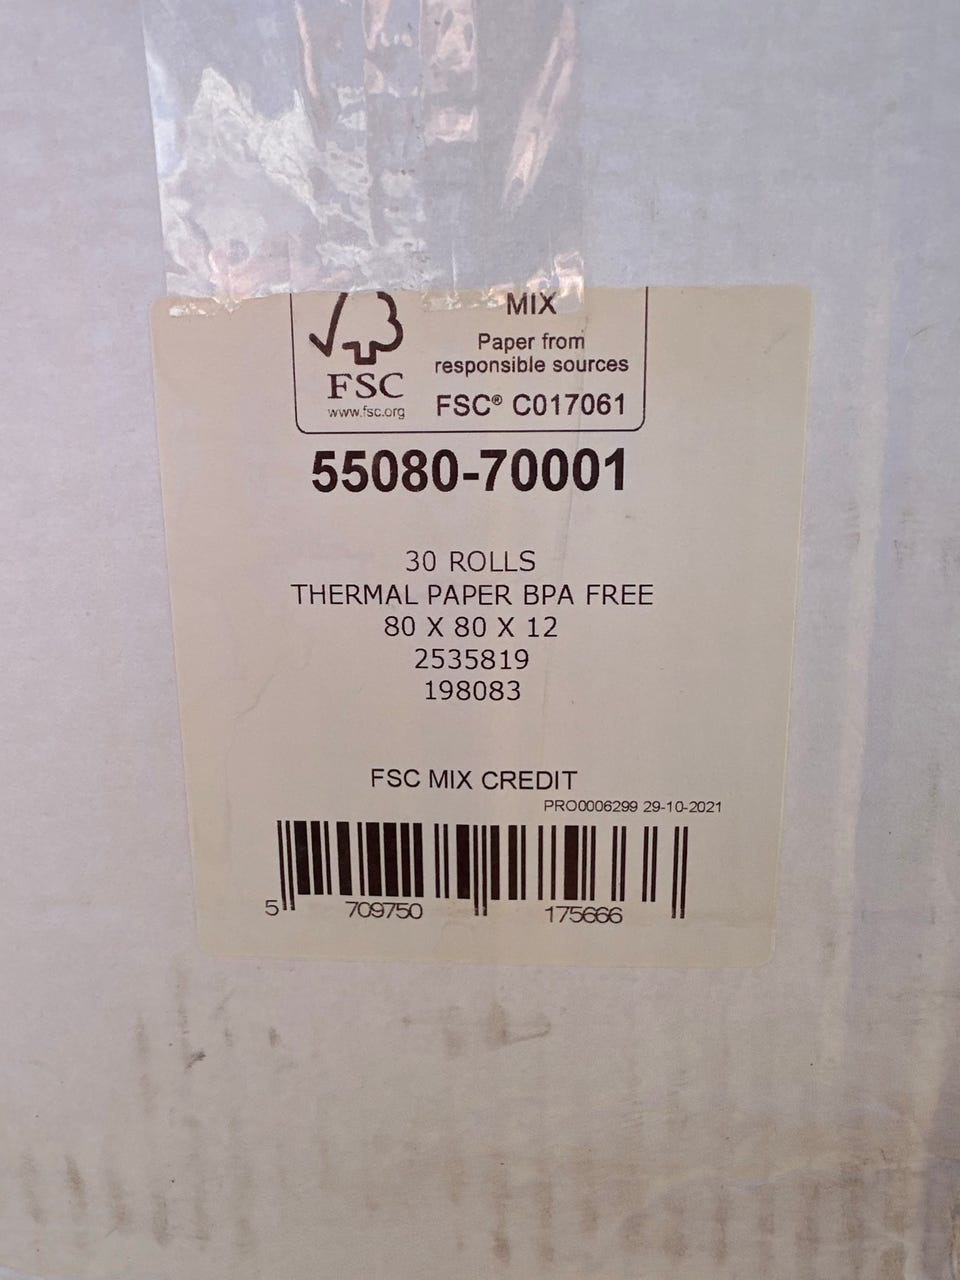 MIX
Paper from
responsible sources
FSC
www.fsc.org
FSC® C017061
55080-70001
30 ROLLS
THERMAL PAPER BPA FREE
80 X 80 X 12
2535819
198083
FSC MIX CREDIT
PRO0006299 29-10-2021
5 709750 175666